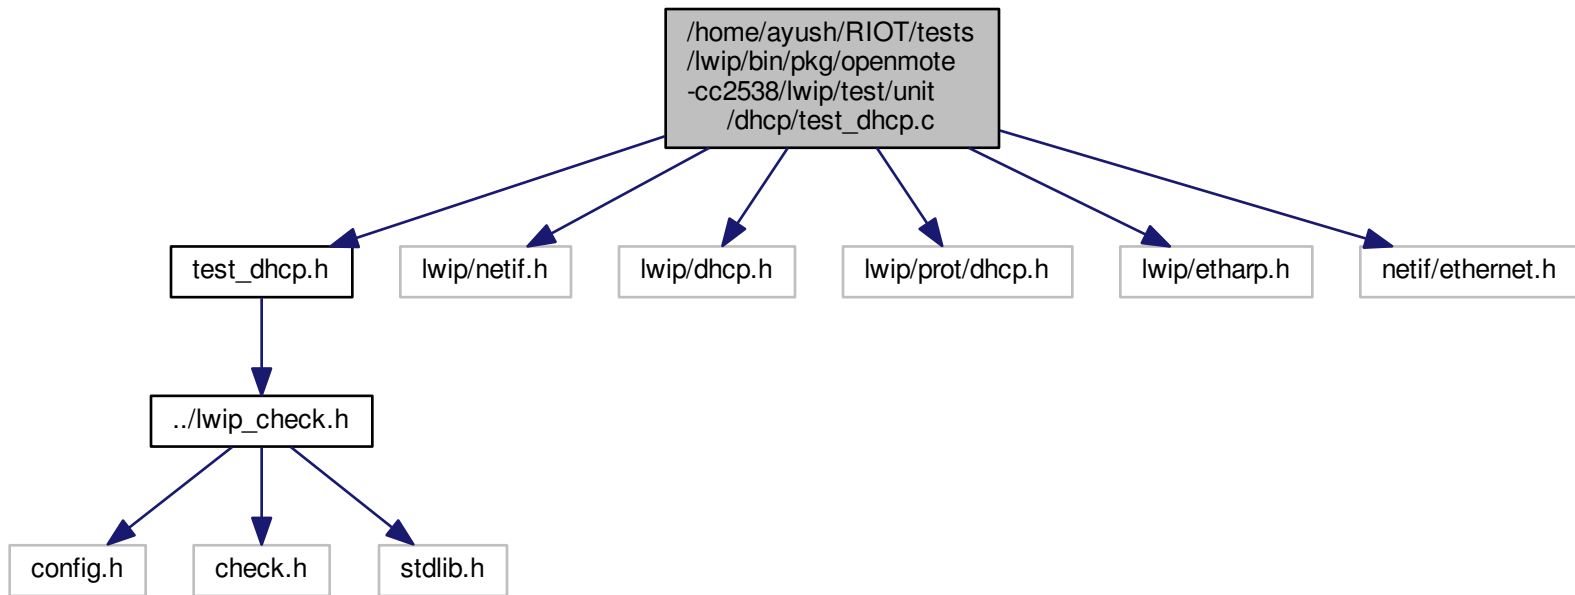 /home/ayush/RIOT/tests
/lwip/bin/pkg/openmote
-cc2538/lwip/test/unit
/dhcp/test_dhcp.c
test_dhcp.h
lwip/netif.h
lwip/dhcp.h
lwip/prot/dhcp.h
lwip/etharp.h
netif/ethernet.h
../lwip_check.h
config.h
check.h
stdlib.h